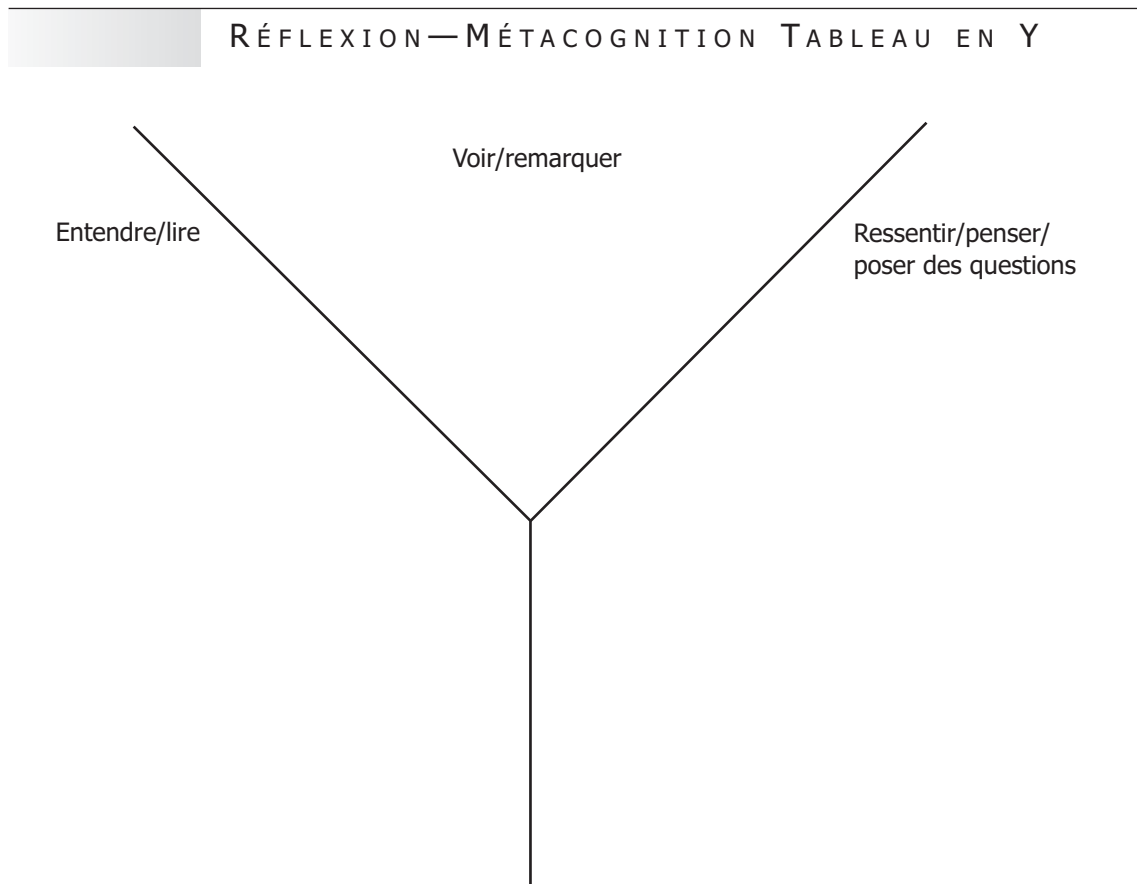 Réflexion—Métacognition Tableau en Y
Voir/remarquer
Entendre/lire
Ressentir/penser/
poser des questions